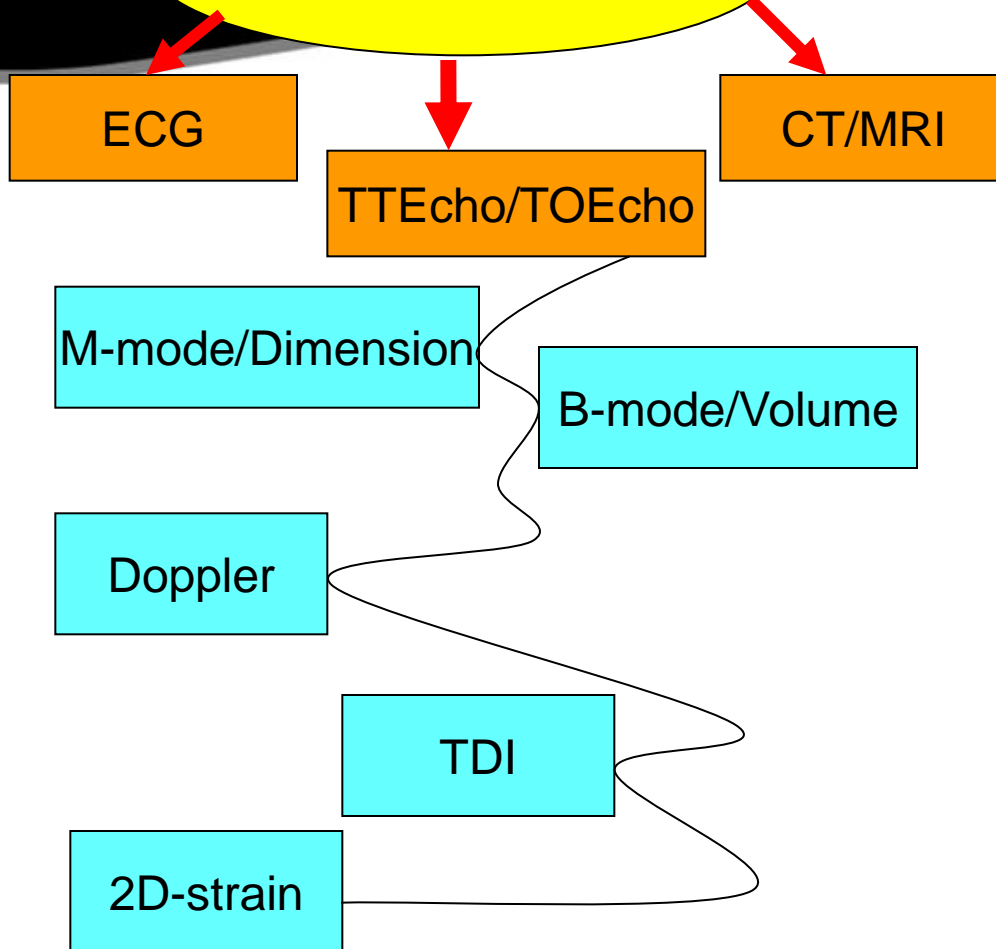 ECG
CT/MRI
TTEcho/TOEcho
M-mode/Dimension
B-mode/Volume
Doppler
TDI
2D-strain